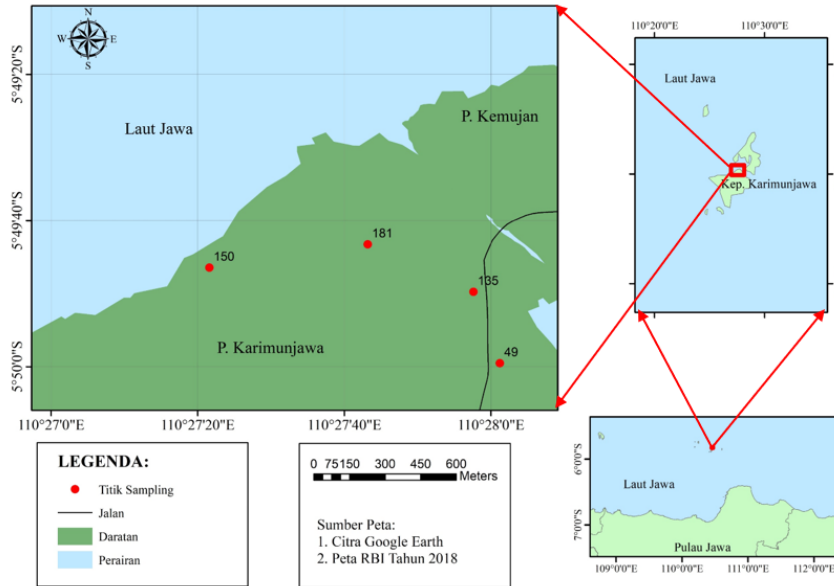 N
W E
S
5°49'20"S
5°49'40"S
5°50'0"S
Laut Jawa
P. Kemujan
181
150
135
P. Karimunjawa
49
110°27'0"E
110°27'20"E
110°27'40"E
110°28'0"E
110°20'0"E
110°30'0"E
Laut Jawa
Kep. Karimunjawa
6°0'0"S
7°0'0"S
Laut Jawa
Pulau Jawa
109°0'0"E
110°0'0"E
111°0'0"E
112°0'0"E
LEGENDA:
Titik Sampling
Jalan
Daratan
Perairan
0 75 150 300 450 600
Meters
Sumber Peta:
1. Citra Google Earth
2. Peta RBI Tahun 2018